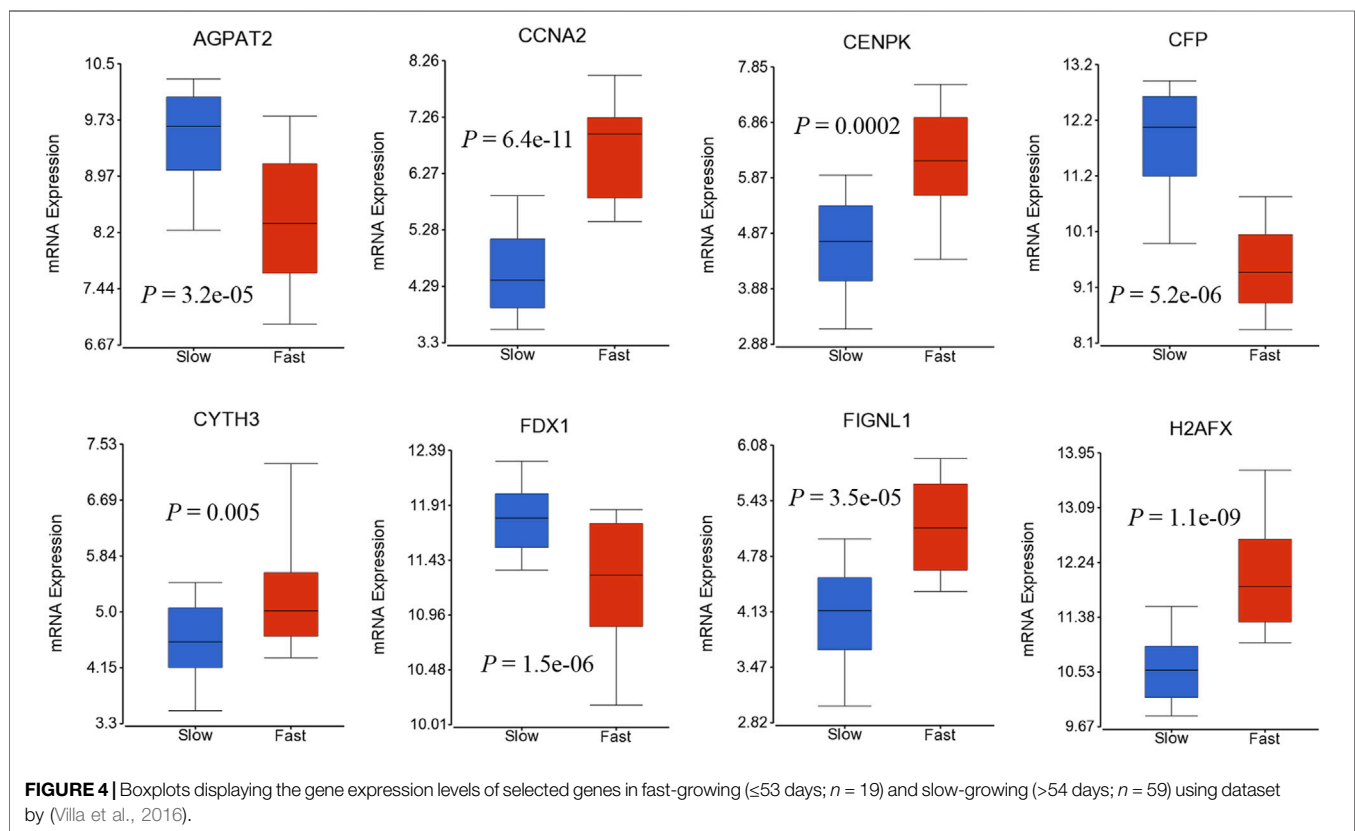 AGPAT2
10.5
9.73
8.97
8.2
7.44
6.67
mRNA Expression
P = 3.2e-05
Slow
Fast
CCNA2
8.26
7.26
6.27
5.28
4.29
3.3
mRNA Expression
P = 6.4e-11
Slow
Fast
CENPK
7.85
6.86
5.87
4.87
3.88
2.88
mRNA Expression
P = 0.0002
Slow
Fast
CFP
13.2
12.2
11.2
10.1
9.1
8.1
mRNA Expression
P = 5.2e-06
Slow
Fast
CYTH3
7.53
6.69
5.84
5.0
4.15
3.3
mRNA Expression
P = 0.005
Slow
Fast
FDX1
12.39
11.91
11.43
10.96
10.48
10.01
mRNA Expression
P = 1.5e-06
Slow
Fast
FIGNL1
6.08
5.43
4.78
4.13
3.47
2.82
mRNA Expression
P = 3.5e-05
Slow
Fast
H2AFX
13.95
13.09
12.24
11.38
10.53
9.67
mRNA Expression
P = 1.1e-09
Slow
Fast
FIGURE 4 | Boxplots displaying the gene expression levels of selected genes in fast-growing (≤53 days; n = 19) and slow-growing (>54 days; n = 59) using dataset
by (Villa et al., 2016).